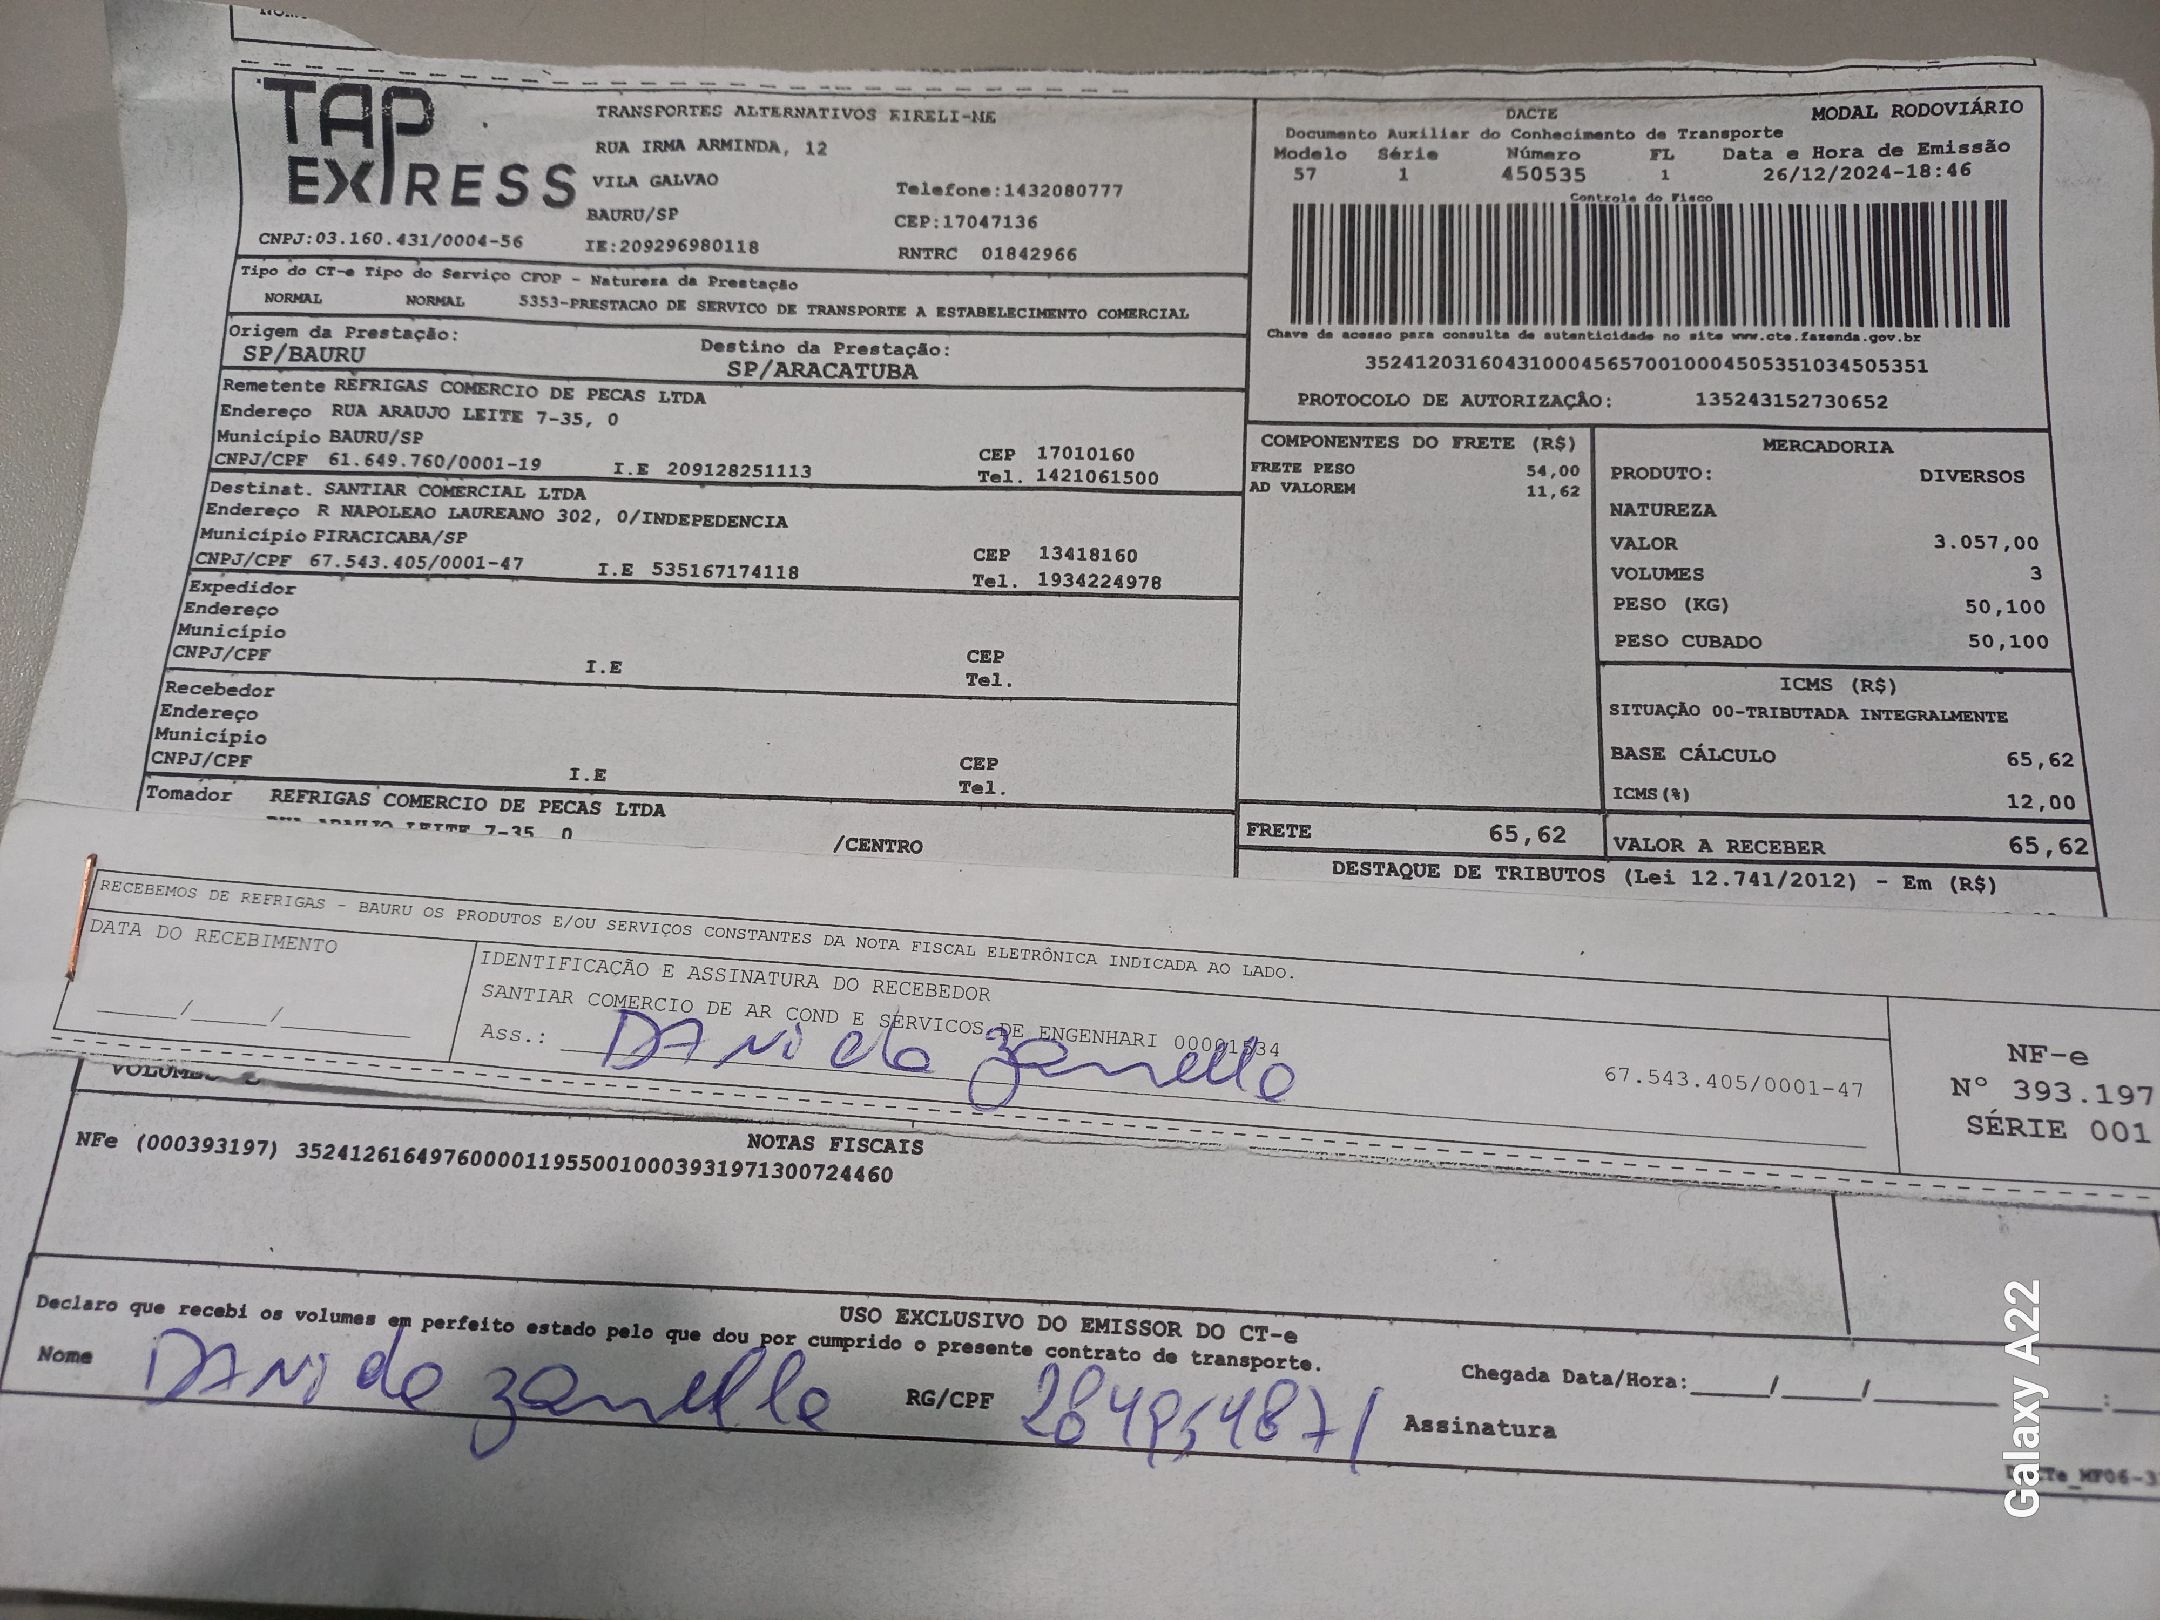 TAP
EXPRESS
CNPJ:03.160.431/0004-56
TRANSPORTES ALTERNATIVOS EIRELI-ME
RUA IRMA ARMINDA, 12
VILA GALVAO
BAURU/SP
IE:209296980118
Telefone:1432080777
CEP:17047136
RNTRC 01842966
DACTE
MODAL RODOVIÁRIO
Documento Auxiliar do Conhecimento de Transporte
Modelo Série Número FL Data e Hora de Emissão
57 1 450535 1 26/12/2024-18:46
Controle do Fisco
Chave de acesso para consulta de autenticidade no site www.cte.fazenda.gov.br
35241203160431000456570010004505351034505351
PROTOCOLO DE AUTORIZAÇÂO: 135243152730652
Tipo do CT-e Tipo do Serviço CFOP - Natureza da Prestação
NORMAL NORMAL 5353-PRESTACAO DE SERVICO DE TRANSPORTE A ESTABELECIMENTO COMERCIAL
Origem da Prestação:
SP/BAURU
Destino da Prestação:
SP/ARACATUBA
Remetente REFRIGAS COMERCIO DE PECAS LTDA
Endereço RUA ARAUJO LEITE 7-35, 0
Município BAURU/SP CEP 17010160
CNPJ/CPF 61.649.760/0001-19 I.E 209128251113 Tel. 1421061500
Destinat. SANTIAR COMERCIAL LTDA
Endereço R NAPOLEAO LAUREANO 302, 0/INDEPEDENCIA
Município PIRACICABA/SP CEP 13418160
CNPJ/CPF 67.543.405/0001-47 I.E 535167174118 Tel. 1934224978
Expedidor
Endereço
Município CEP
CNPJ/CPF I.E Tel.
Recebedor
Endereço
Município CEP
CNPJ/CPF I.E Tel.
Tomador REFRIGAS COMERCIO DE PECAS LTDA
RUA ARAUJO LEITE 7-35, 0 /CENTRO
COMPONENTES DO FRETE (R$)
FRETE PESO 54,00
AD VALOREM 11,62
FRETE 65,62
MERCADORIA
PRODUTO: DIVERSOS
NATUREZA
VALOR 3.057,00
VOLUMES 3
PESO (KG) 50,100
PESO CUBADO 50,100
ICMS (R$)
SITUAÇÃO 00-TRIBUTADA INTEGRALMENTE
BASE CÁLCULO 65,62
ICMS(%) 12,00
VALOR A RECEBER 65,62
DESTAQUE DE TRIBUTOS (Lei 12.741/2012) - Em (R$)
RECEBEMOS DE REFRIGAS - BAURU OS PRODUTOS E/OU SERVIÇOS CONSTANTES DA NOTA FISCAL ELETRÔNICA INDICADA AO LADO.
DATA DO RECEBIMENTO
____/____/______
IDENTIFICAÇÃO E ASSINATURA DO RECEBEDOR
SANTIAR COMERCIO DE AR COND E SERVICOS DE ENGENHARI 00001534
Ass.: DANiela Zanella
67.543.405/0001-47
NF-e
Nº 393.197
SÉRIE 001
NOTAS FISCAIS
NFe (000393197) 35241261649760000119550010003931971300724460
USO EXCLUSIVO DO EMISSOR DO CT-e
Declaro que recebi os volumes em perfeito estado pelo que dou por cumprido o presente contrato de transporte.
Nome DANiela Zanella RG/CPF Assinatura
Chegada Data/Hora:____/____/______:
Galaxy A22